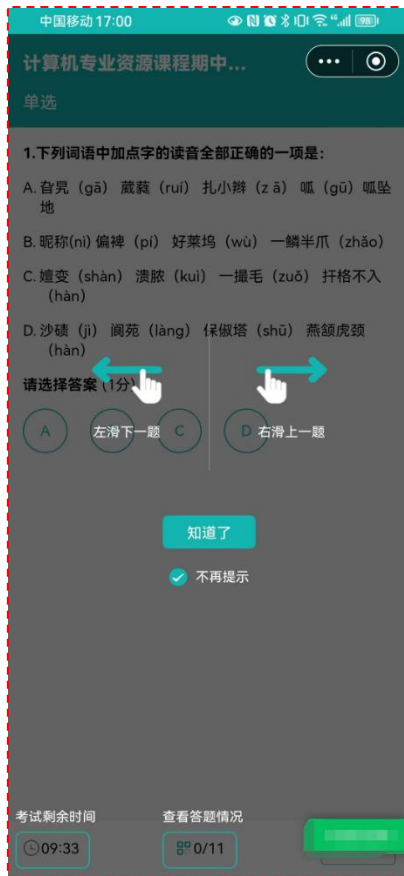 中国移动 17:00
98
计算机专业资源课程期中...
单选
1.下列词语中加点字的读音全部正确的一项是：
A. 旮旯（gā） 葳蕤（ruí） 扎小辫（z ā） 呱（gū）呱坠
地
B. 昵称(nì) 偏裨（pí） 好莱坞（wù） 一鳞半爪（zhǎo）
C. 嬗变（shàn） 溃脓（kuì） 一撮毛（zuǒ） 扞格不入
（hàn）
D. 沙碛（jì） 阆苑（làng） 保俶塔（shū） 燕颔虎颈
（hàn）
请选择答案 (1分)
A
C
D
左滑下一题
右滑上一题
知道了
不再提示
考试剩余时间
查看答题情况
09:33
0/11